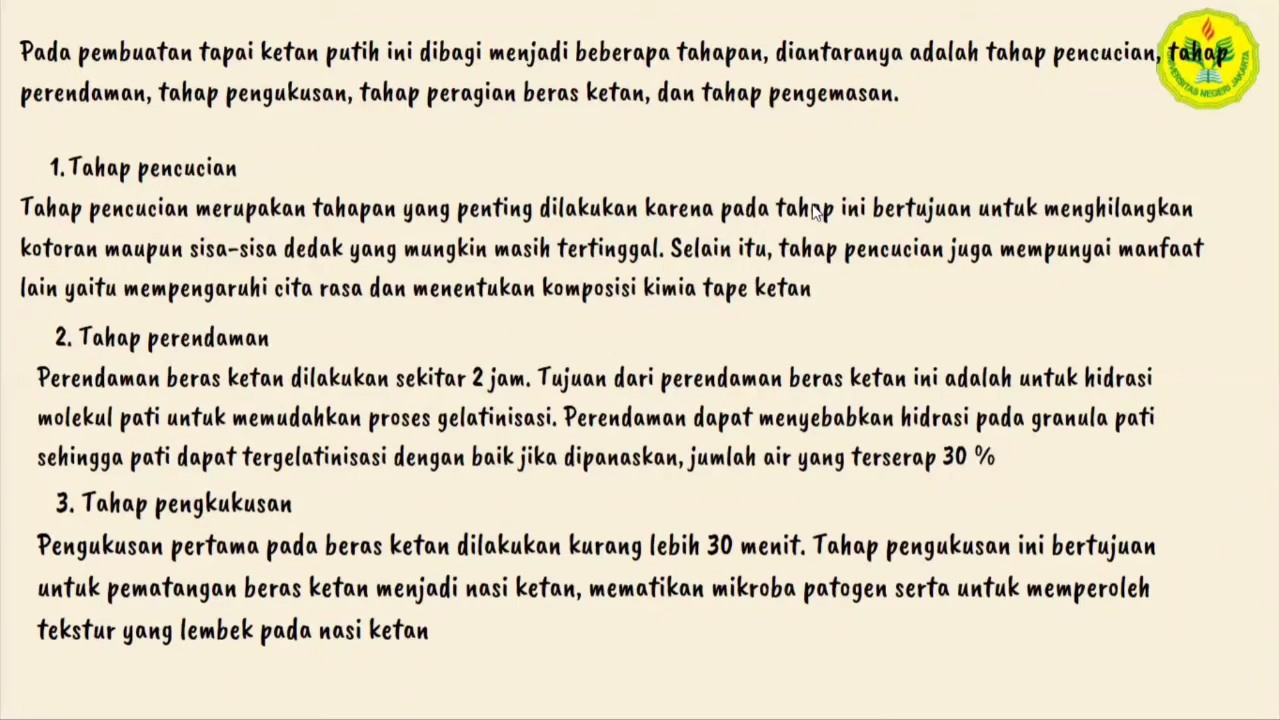 Pada pembuatan tapai ketan putih ini dibagi menjadi beberapa tahapan, diantaranya adalah tahap pencucian, tahap
perendaman, tahap pengukusan, tahap peragian beras ketan, dan tahap pengemasan.
UNIVERSITAS NEGERI JAKARTA
1. Tahap pencucian
Tahap pencucian merupakan tahapan yang penting dilakukan karena pada tahap ini bertujuan untuk menghilangkan
kotoran maupun sisa-sisa dedak yang mungkin masih tertinggal. Selain itu, tahap pencucian juga mempunyai manfaat
lain yaitu mempengaruhi cita rasa dan menentukan komposisi kimia tape ketan
2. Tahap perendaman
Perendaman beras ketan dilakukan sekitar 2 jam. Tujuan dari perendaman beras ketan ini adalah untuk hidrasi
molekul pati untuk memudahkan proses gelatinisasi. Perendaman dapat menyebabkan hidrasi pada granula pati
sehingga pati dapat tergelatinisasi dengan baik jika dipanaskan, jumlah air yang terserap 30 %
3. Tahap pengkukusan
Pengukusan pertama pada beras ketan dilakukan kurang lebih 30 menit. Tahap pengukusan ini bertujuan
untuk pematangan beras ketan menjadi nasi ketan, mematikan mikroba patogen serta untuk memperoleh
tekstur yang lembek pada nasi ketan